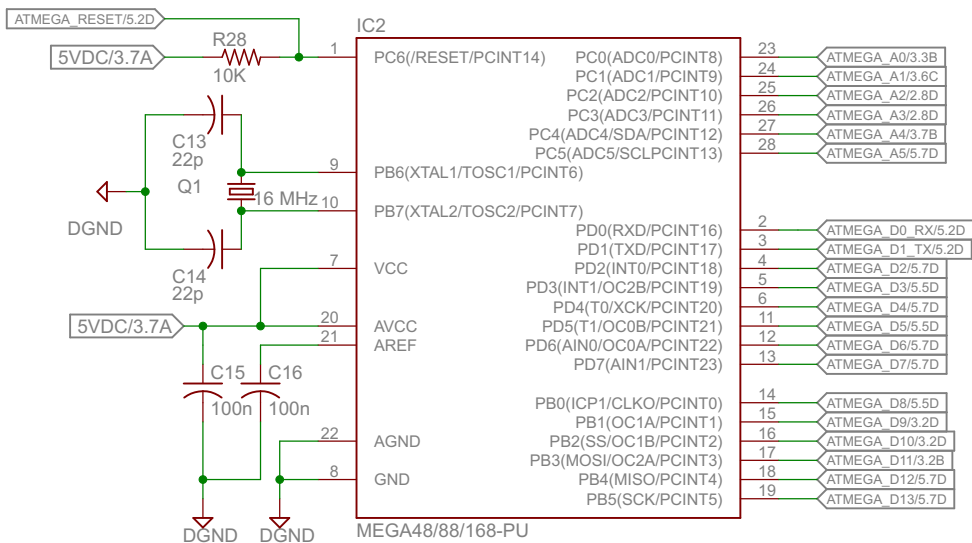 ATMEGA_RESET/5.2D
IC2
R28
5VDC/3.7A
10K
1
PC6(/RESET/PCINT14)
C13
22p
Q1
16 MHz
9
PB6(XTAL1/TOSC1/PCINT6)
10
PB7(XTAL2/TOSC2/PCINT7)
DGND
C14
22p
7
VCC
5VDC/3.7A
20
AVCC
21
AREF
C15
100n
C16
100n
22
AGND
8
GND
DGND
DGND
MEGA48/88/168-PU
PC0(ADC0/PCINT8) 23 ATMEGA_A0/3.3B
PC1(ADC1/PCINT9) 24 ATMEGA_A1/3.6C
PC2(ADC2/PCINT10) 25 ATMEGA_A2/2.8D
PC3(ADC3/PCINT11) 26 ATMEGA_A3/2.8D
PC4(ADC4/SDA/PCINT12) 27 ATMEGA_A4/3.7B
PC5(ADC5/SCLPCINT13) 28 ATMEGA_A5/5.7D
PD0(RXD/PCINT16) 2 ATMEGA_D0_RX/5.2D
PD1(TXD/PCINT17) 3 ATMEGA_D1_TX/5.2D
PD2(INT0/PCINT18) 4 ATMEGA_D2/5.7D
PD3(INT1/OC2B/PCINT19) 5 ATMEGA_D3/5.5D
PD4(T0/XCK/PCINT20) 6 ATMEGA_D4/5.7D
PD5(T1/OC0B/PCINT21) 11 ATMEGA_D5/5.5D
PD6(AIN0/OC0A/PCINT22) 12 ATMEGA_D6/5.7D
PD7(AIN1/PCINT23) 13 ATMEGA_D7/5.7D
PB0(ICP1/CLKO/PCINT0) 14 ATMEGA_D8/5.5D
PB1(OC1A/PCINT1) 15 ATMEGA_D9/3.2D
PB2(SS/OC1B/PCINT2) 16 ATMEGA_D10/3.2D
PB3(MOSI/OC2A/PCINT3) 17 ATMEGA_D11/3.2B
PB4(MISO/PCINT4) 18 ATMEGA_D12/5.7D
PB5(SCK/PCINT5) 19 ATMEGA_D13/5.7D